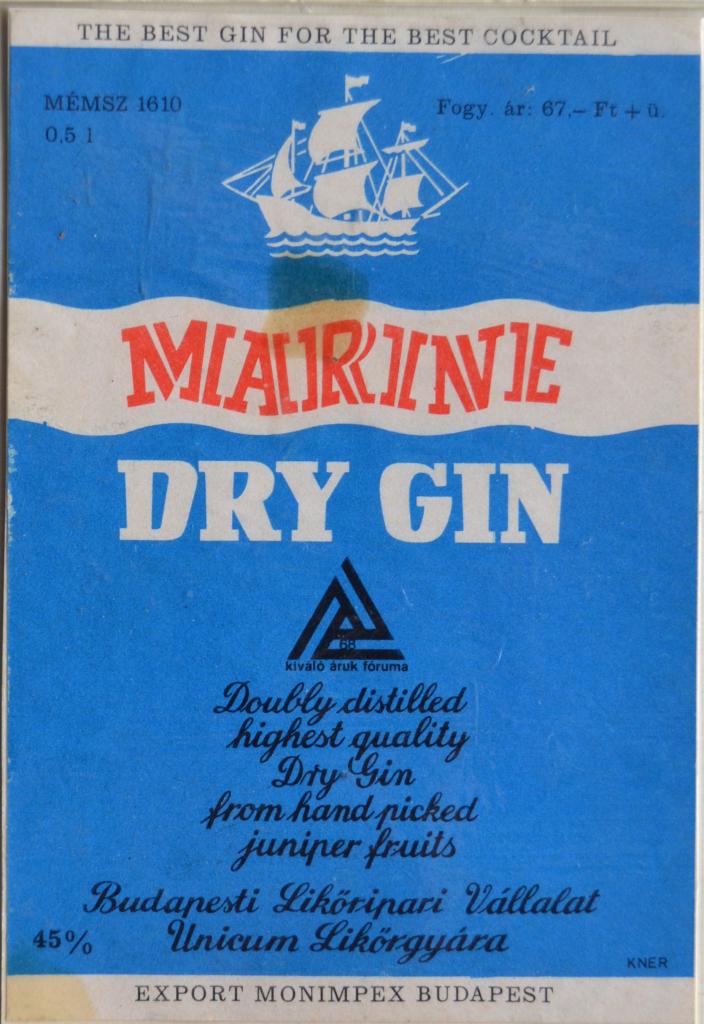 THE BEST GIN FOR THE BEST COCKTAIL
MÉMSZ 1610
0,5 l
Fogy. ár: 67,– Ft + ü.
MARINE
DRY GIN
68
kiváló áruk fóruma
Doubly distilled
highest quality
Dry Gin
from hand picked
juniper fruits
Budapesti Likőripari Vállalat
45%
Unicum Likőrgyára
KNER
EXPORT MONIMPEX BUDAPEST